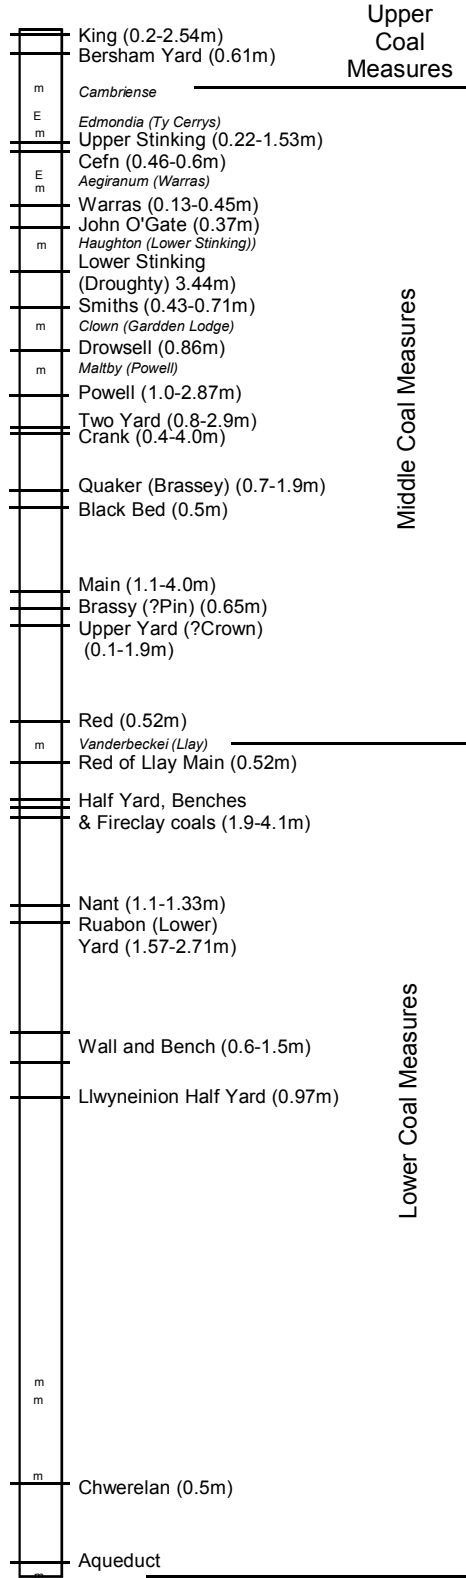 Upper
Coal
Measures
King (0.2-2.54m)
Bersham Yard (0.61m)
m
Cambriense
E
Edmondia (Ty Cerrys)
m
Upper Stinking (0.22-1.53m)
Cefn (0.46-0.6m)
E
Aegiranum (Warras)
m
Warras (0.13-0.45m)
John O'Gate (0.37m)
m
Haughton (Lower Stinking))
Lower Stinking
(Droughty) 3.44m)
Smiths (0.43-0.71m)
m
Clown (Gardden Lodge)
Drowsell (0.86m)
m
Maltby (Powell)
Powell (1.0-2.87m)
Two Yard (0.8-2.9m)
Crank (0.4-4.0m)
Middle Coal Measures
Quaker (Brassey) (0.7-1.9m)
Black Bed (0.5m)
Main (1.1-4.0m)
Brassy (?Pin) (0.65m)
Upper Yard (?Crown)
(0.1-1.9m)
Red (0.52m)
m
Vanderbeckei (Llay)
Red of Llay Main (0.52m)
Half Yard, Benches
& Fireclay coals (1.9-4.1m)
Nant (1.1-1.33m)
Ruabon (Lower)
Yard (1.57-2.71m)
Wall and Bench (0.6-1.5m)
Llwyneinion Half Yard (0.97m)
Lower Coal Measures
m
m
m
Chwerelan (0.5m)
Aqueduct
m